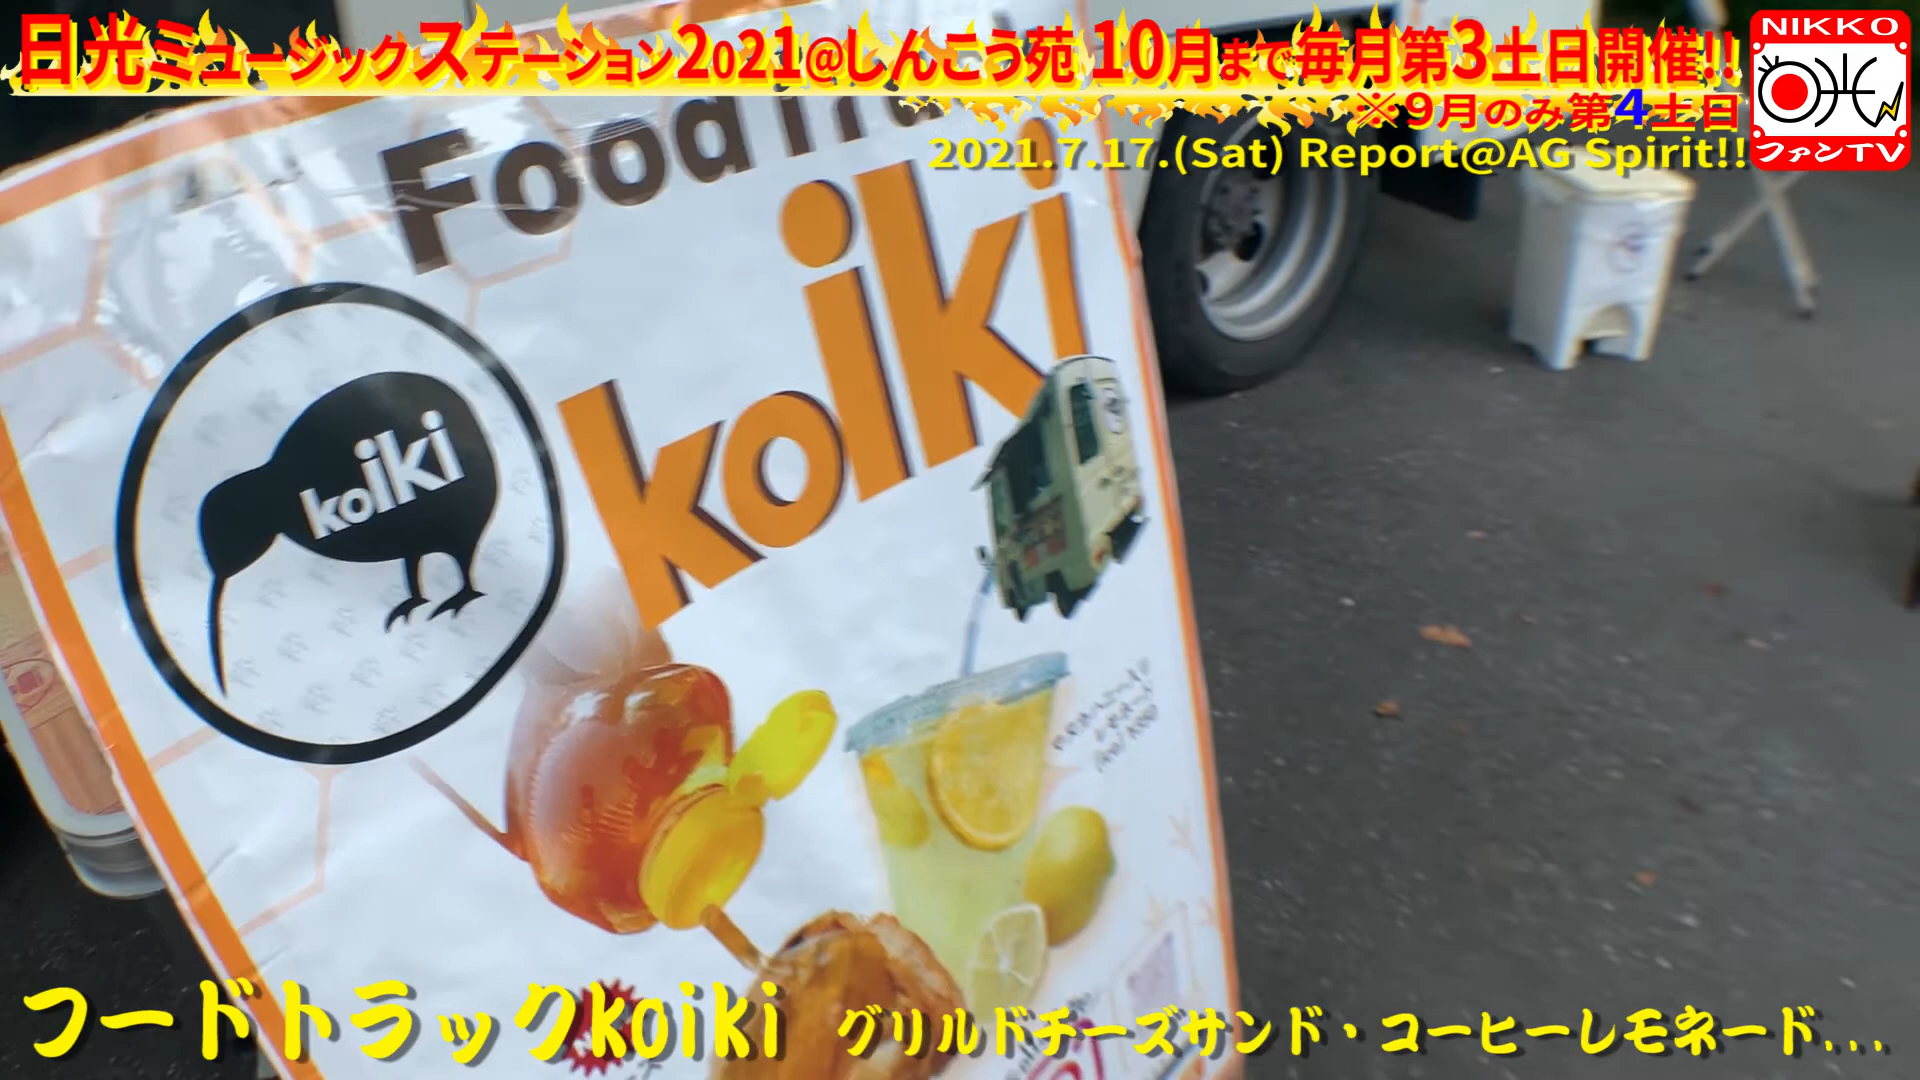 日光ミュージックステーション2021@しんこう苑 10月まで毎月第3土日開催!!
※9月のみ第4土日
2021.7.17.(Sat) Report@AG Spirit!!
NIKKO
日光
ファンTV
koiki
koiki
フードトラックkoiki グリルドチーズサンド・コーヒーレモネード...